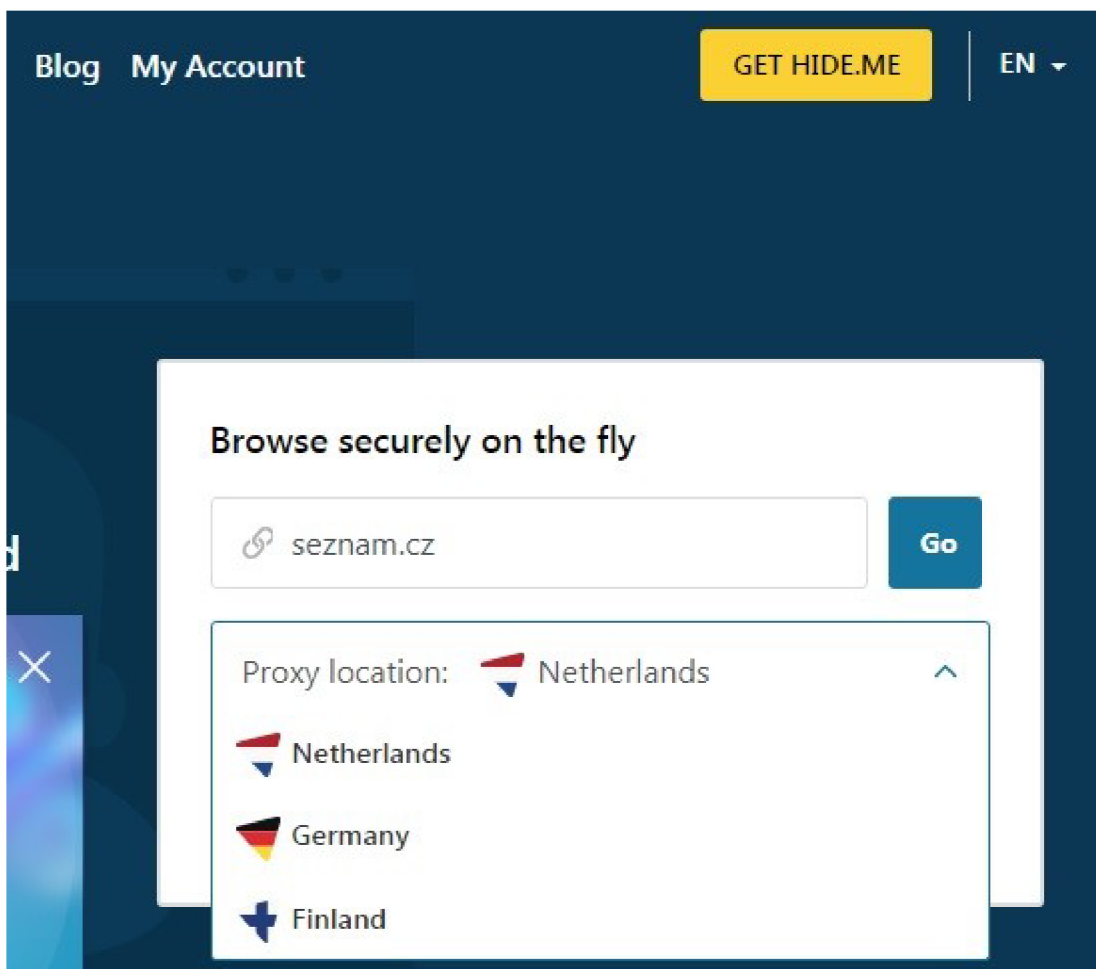 Blog My Account GET HIDE.ME EN
Browse securely on the fly
seznam.cz Go
d
Proxy location: Netherlands
Netherlands
Germany
Finland